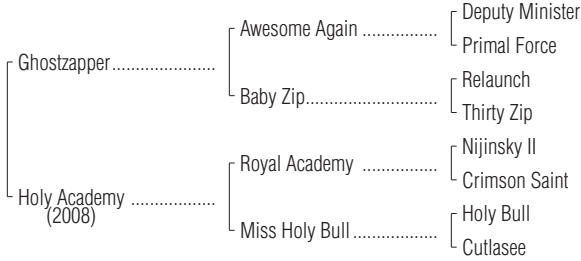 Deputy Minister
Awesome Again ..................
Primal Force
Ghostzapper......................
Relaunch
Baby Zip................................
Thirty Zip
Nijinsky II
Royal Academy ..................
Crimson Saint
Holy Academy ..................
(2008)
Holy Bull
Miss Holy Bull....................
Cutlasee